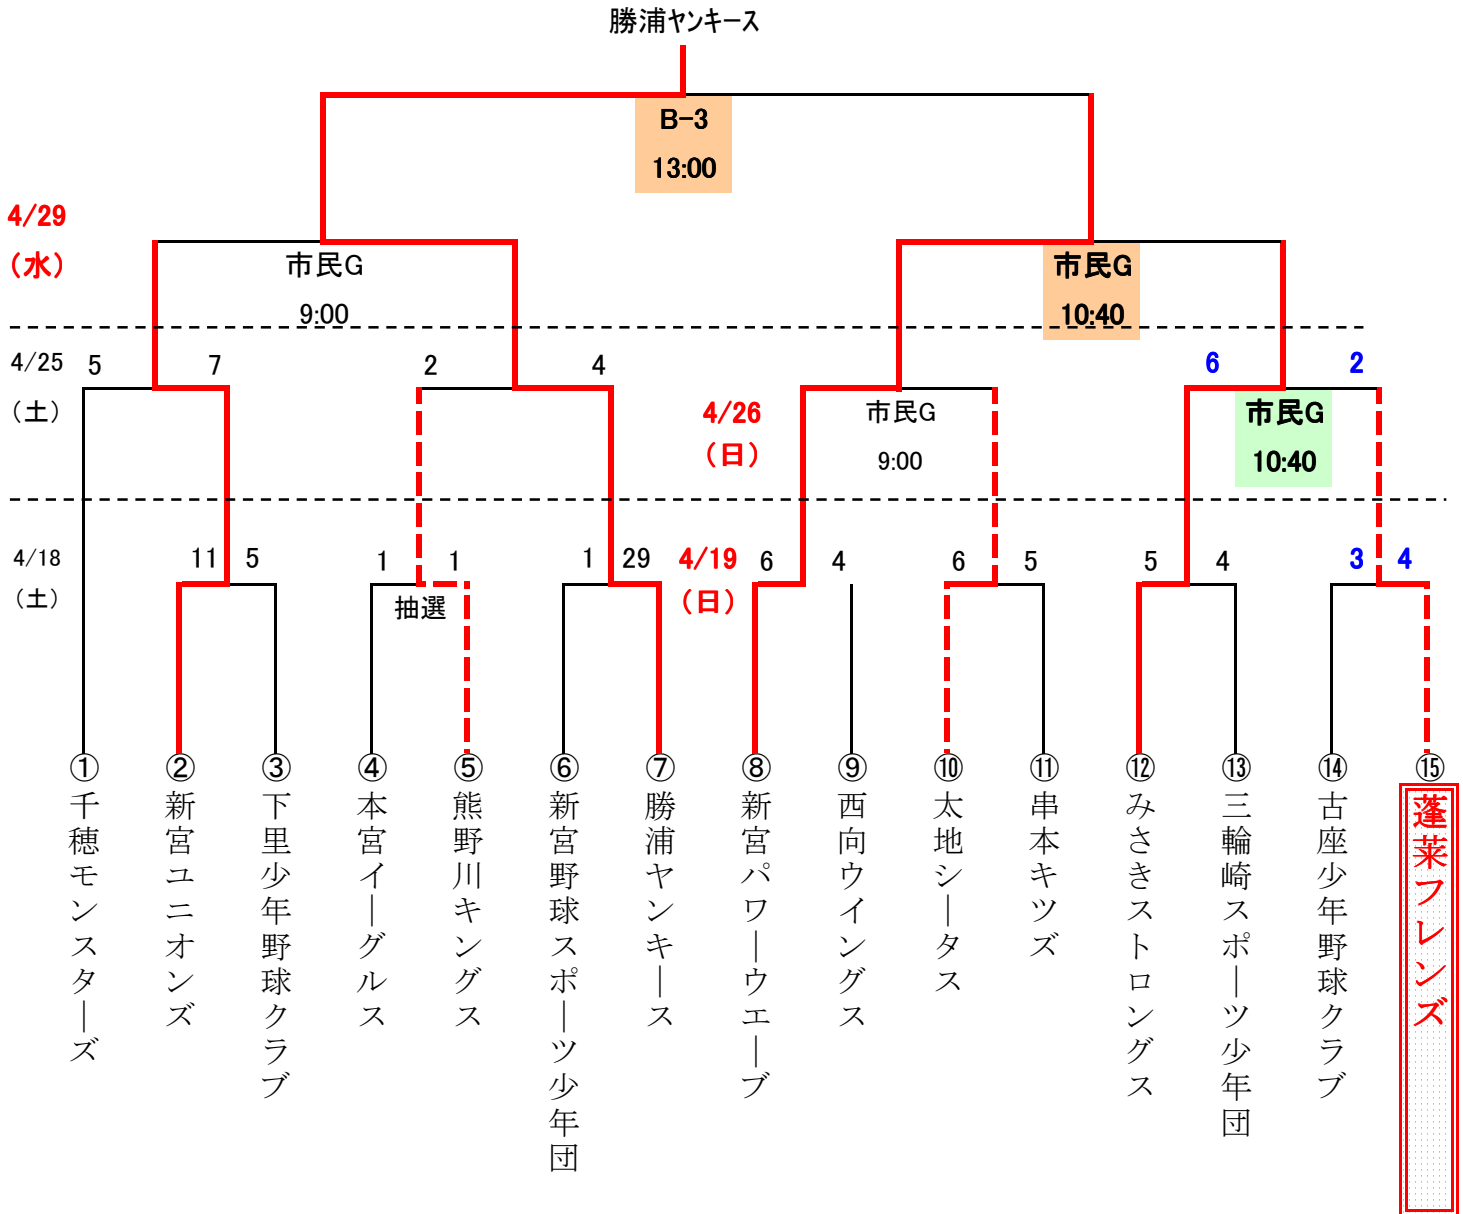 勝浦ヤンキース
B-3
13:00
4/29
(水)
市民G
9:00
市民G
10:40
4/25
(土)
5 7 2 4
6 2
4/26
(日)
市民G
9:00
市民G
10:40
4/18
(土)
11 5 1 1 1 29
抽選
4/19
(日)
6 4 6 5 5 4 3 4
①千穂モンスターズ
②新宮ユニオンズ
③下里少年野球クラブ
④本宮イーグルス
⑤熊野川キングス
⑥新宮野球スポーツ少年団
⑦勝浦ヤンキース
⑧新宮パワーウエーブ
⑨西向ウイングス
⑩太地シータス
⑪串本キッズ
⑫みさきストロングス
⑬三輪崎スポーツ少年団
⑭古座少年野球クラブ
⑮蓬莱フレンズ